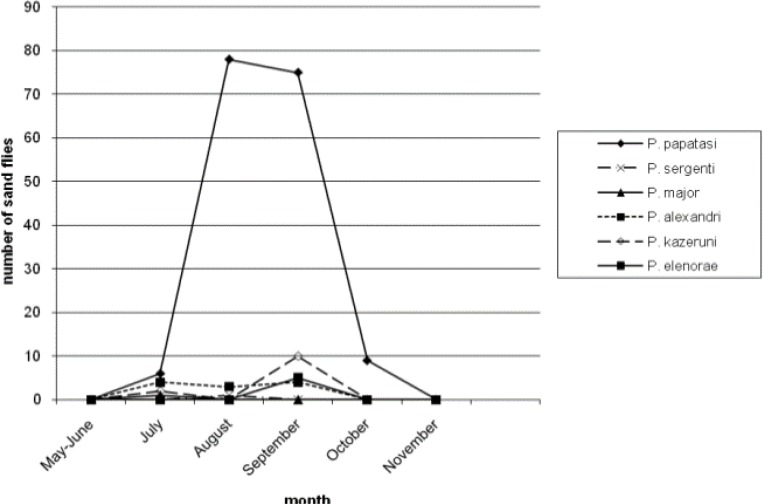 90
80
70
60
50
40
30
20
10
0
number of sand flies
May-June
July
August
September
October
November
month
P. papatasi
P. sergenti
P. major
P. alexandri
P. kazeruni
P. elenorae